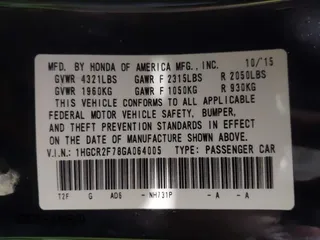 MFD. BY HONDA OF AMERICA MFG., INC. 10/15
GVWR 4321LBS GAWR F 2315LBS R 2050LBS
GVWR 1960KG GAWR F 1050KG R 930KG
THIS VEHICLE CONFORMS TO ALL APPLICABLE
FEDERAL MOTOR VEHICLE SAFETY, BUMPER,
AND THEFT PREVENTION STANDARDS IN EFFECT
ON THE DATE OF MANUFACTURE SHOWN ABOVE.
V.I.N.: 1HGCR2F78GA064005 TYPE: PASSENGER CAR
T2F G AD6 - NH731P - A - A